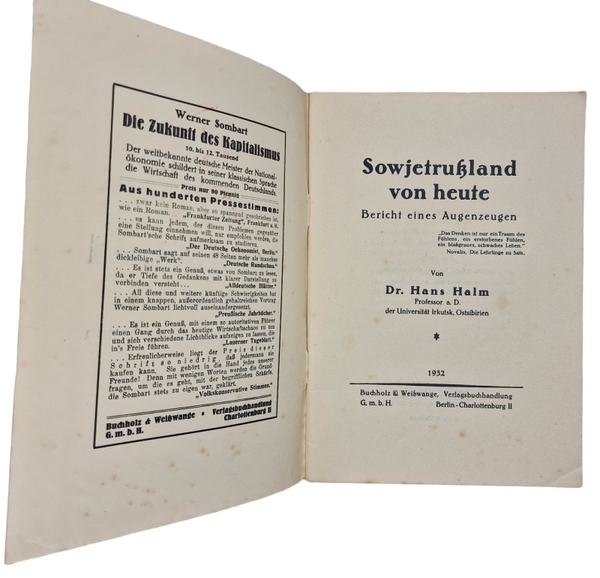 Werner Sombart
Die Zukunft des Kapitalismus
10. bis 12. Tausend
Der weitbekannte deutsche Meister der National-
ökonomie schildert in seiner klassischen Sprache
die Wirtschaft des kommenden Deutschlands.
Preis nur 90 Pfennig
Aus hunderten Pressestimmen:
. . . zwar kein Roman, aber so spannend geschrieben ist,
wie ein Roman. . . „Frankfurter Zeitung“, Frankfurt a. M.
. . . es kann jedem, der diesen Problemen gegenüber
eine Stellung einnehmen will, nur empfohlen werden, die
Sombart'sche Schrift aufmerksam zu studieren.
„Der Deutsche Oekonomist, Berlin.“
. . . Sombart sagt auf seinen 48 Seiten mehr als manches
dickleibige „Werk“. „Deutsche Rundschau.“
. . . Es ist stets ein Genuß, etwas von Sombart zu lesen,
da er Tiefe des Gedankens mit klarer Darstellung zu
verbinden versteht . . . „Alldeutsche Blätter.“
. . . All diese und weitere künftige Schwierigkeiten hat
in einem knappen, außerordentlich gehaltreichen Vortrag
Werner Sombart lichtvoll auseinandergesetzt.
„Preußische Jahrbücher.“
. . . Es ist ein Genuß, mit einem so autoritativen Führer
einen Gang durch das heutige Wirtschaftschaos zu tun
und sich verschiedene Lichtblicke aufzeigen zu lassen, die
in's Freie führen. „Luzerner Tageblatt.“
. . . Erfreulicherweise liegt der Preis dieser
Schrift so niedrig, daß jedermann sie
kaufen kann. Sie gehört in die Hand jedes unserer
Freunde! Denn mit wenigen Worten werden die Grund-
fragen, um die es geht, mit der begrifflichen Schärfe,
die Sombart stets zu eigen war, geklärt.
„Volkskonservative Stimmen.“
Buchholz & Weißwange • Verlagsbuchhandlung
G. m. b. H. Charlottenburg II
Sowjetrußland
von heute
Bericht eines Augenzeugen
„Das Denken ist nur ein Traum des
Fühlens, ein erstorbenes Fühlen,
ein blaßgraues, schwaches Leben.“
Novalis. Die Lehrlinge zu Saïs.
Von
Dr. Hans Halm
Professor a. D.
der Universität Irkutsk, Ostsibirien
*
1932
Buchholz & Weißwange, Verlagsbuchhandlung
G. m. b. H. Berlin-Charlottenburg II